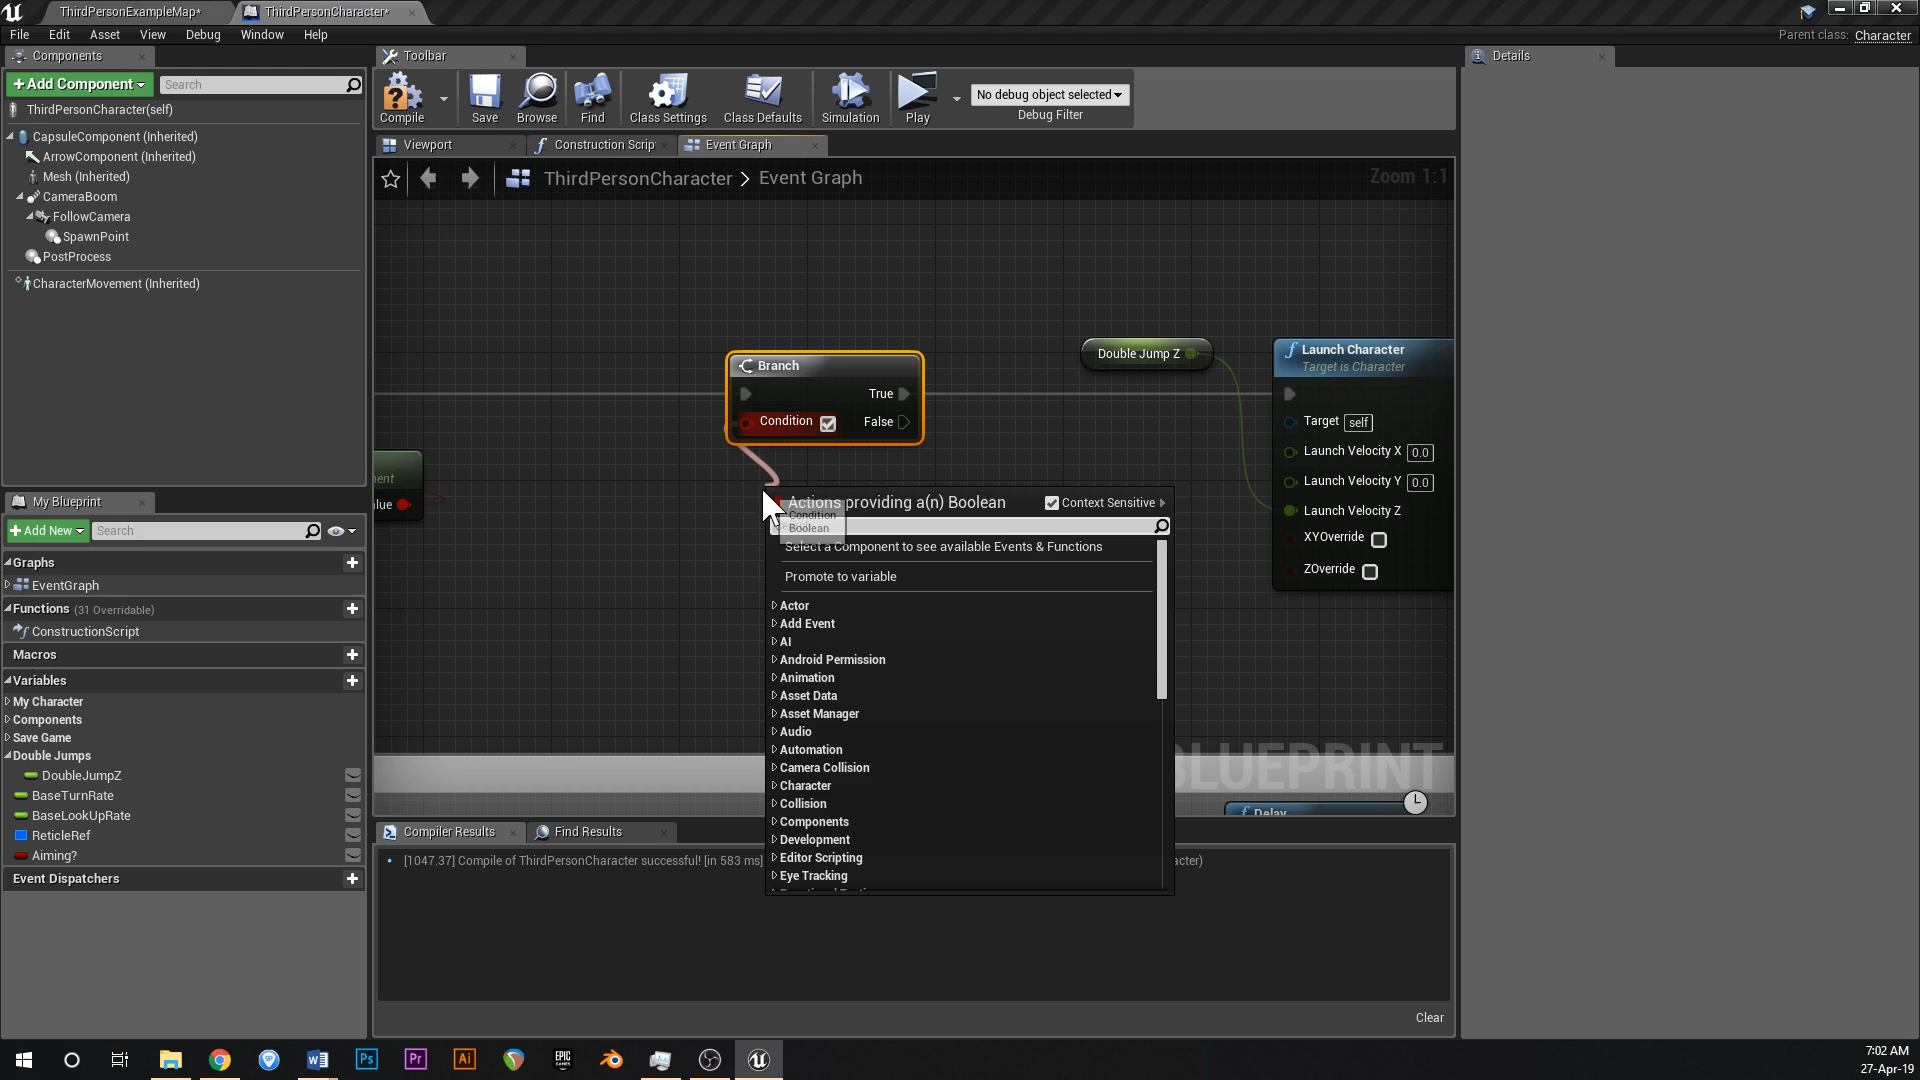 ThirdPersonExampleMap*
ThirdPersonCharacter*
File Edit Asset View Debug Window Help
Parent class: Character
Components
Toolbar
Details
+Add Component
Search
ThirdPersonCharacter(self)
CapsuleComponent (Inherited)
ArrowComponent (Inherited)
Mesh (Inherited)
CameraBoom
FollowCamera
SpawnPoint
PostProcess
CharacterMovement (Inherited)
Compile
Save
Browse
Find
Class Settings
Class Defaults
Simulation
Play
No debug object selected
Debug Filter
Viewport
Construction Scrip
Event Graph
ThirdPersonCharacter > Event Graph
Zoom 1:1
Branch
True
Condition
False
Double Jump Z
Launch Character
Target is Character
Target self
Launch Velocity X 0.0
Launch Velocity Y 0.0
Launch Velocity Z
XYOverride
ZOverride
ent
lue
Actions providing a(n) Boolean
Context Sensitive
Condition
Boolean
Select a Component to see available Events & Functions
Promote to variable
Actor
Add Event
AI
Android Permission
Animation
Asset Data
Asset Manager
Audio
Automation
Camera Collision
Character
Collision
Components
Development
Editor Scripting
Eye Tracking
BLUEPRINT
Delay
My Blueprint
+Add New
Search
Graphs
EventGraph
Functions (31 Overridable)
ConstructionScript
Macros
Variables
My Character
Components
Save Game
Double Jumps
DoubleJumpZ
BaseTurnRate
BaseLookUpRate
ReticleRef
Aiming?
Event Dispatchers
Compiler Results
Find Results
[1047.37] Compile of ThirdPersonCharacter successful! [in 583 ms]
acter)
Clear
Ps
Pr
Ai
EPIC
GAMES
7:02 AM
27-Apr-19